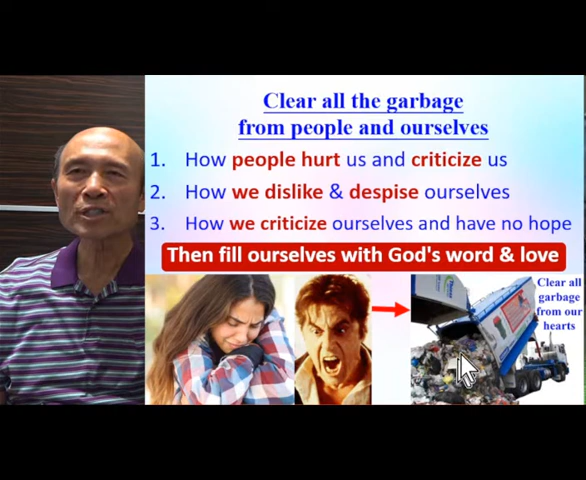 Clear all the garbage
from people and ourselves
1. How people hurt us and criticize us
2. How we dislike & despise ourselves
3. How we criticize ourselves and have no hope
Then fill ourselves with God's word & love
Clear all
garbage
from our
hearts